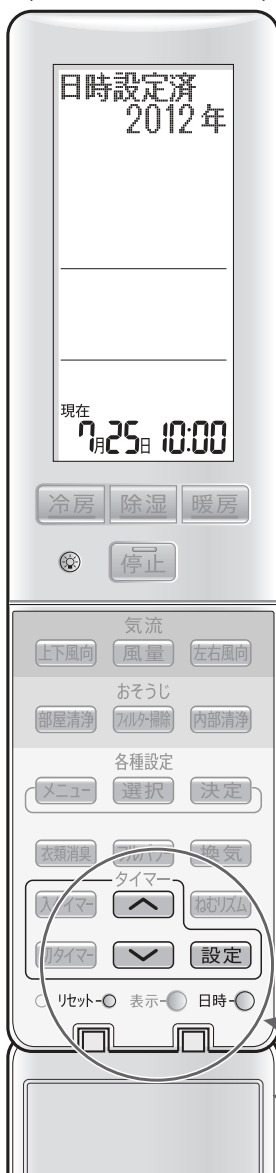 日時設定済
2012年
現在
7月25日 10:00
冷房 除湿 暖房
停止
気流
上下風向 風量 左右風向
おそうじ
部屋清浄 フィルター掃除 内部清浄
各種設定
メニュー 選択 決定
衣類消臭 フルパワー 換気
タイマー
入タイマー ねむリズム
切タイマー 設定
リセット 表示 日時